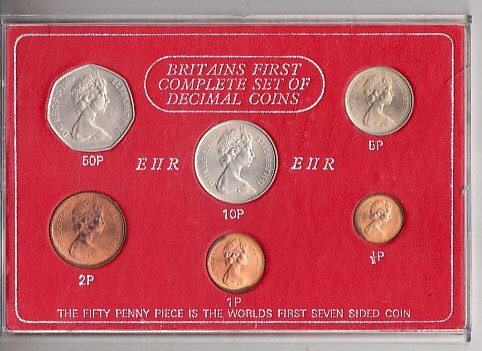 BRITAINS FIRST
COMPLETE SET OF
DECIMAL COINS
50P
5P
E II R
E II R
10P
2P
½P
1P
THE FIFTY PENNY PIECE IS THE WORLDS FIRST SEVEN SIDED COIN